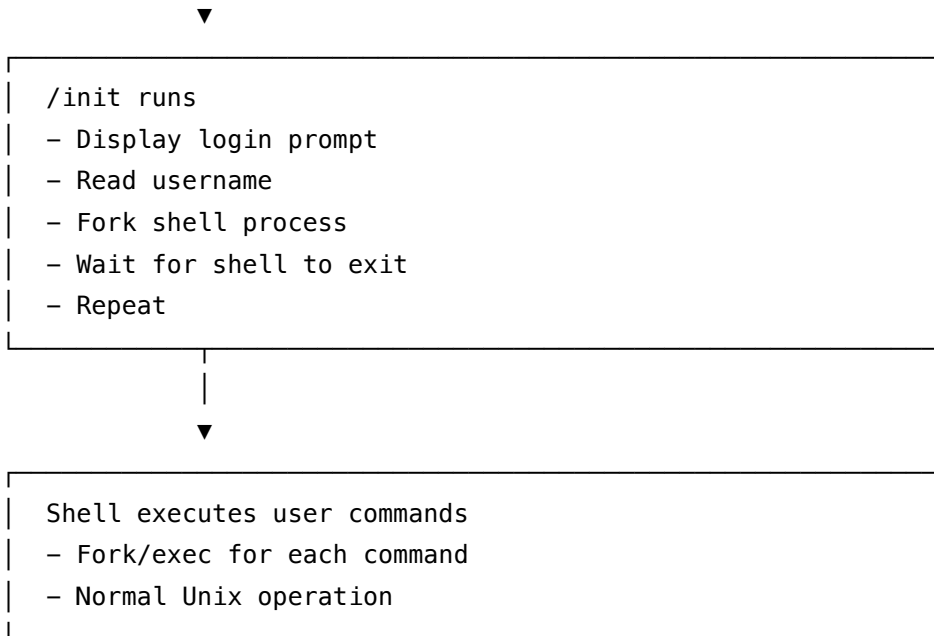 /init runs
– Display login prompt
– Read username
– Fork shell process
– Wait for shell to exit
– Repeat
Shell executes user commands
– Fork/exec for each command
– Normal Unix operation